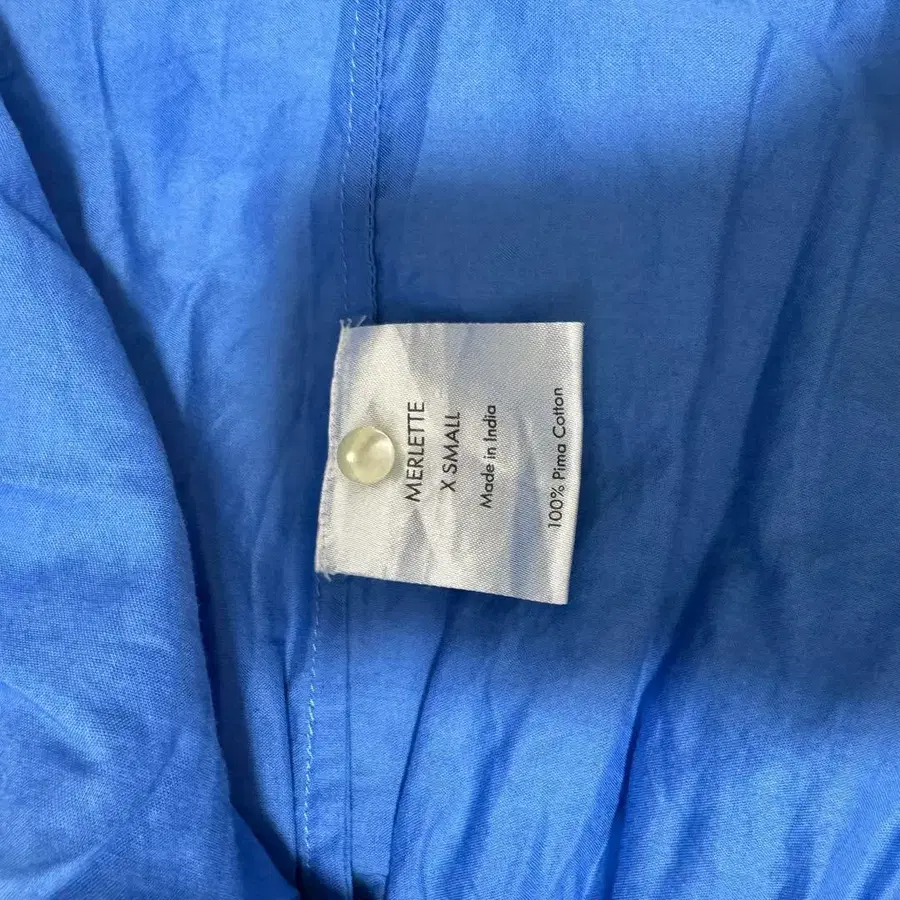 MERLETTE
X SMALL
Made in India
100% Pima Cotton